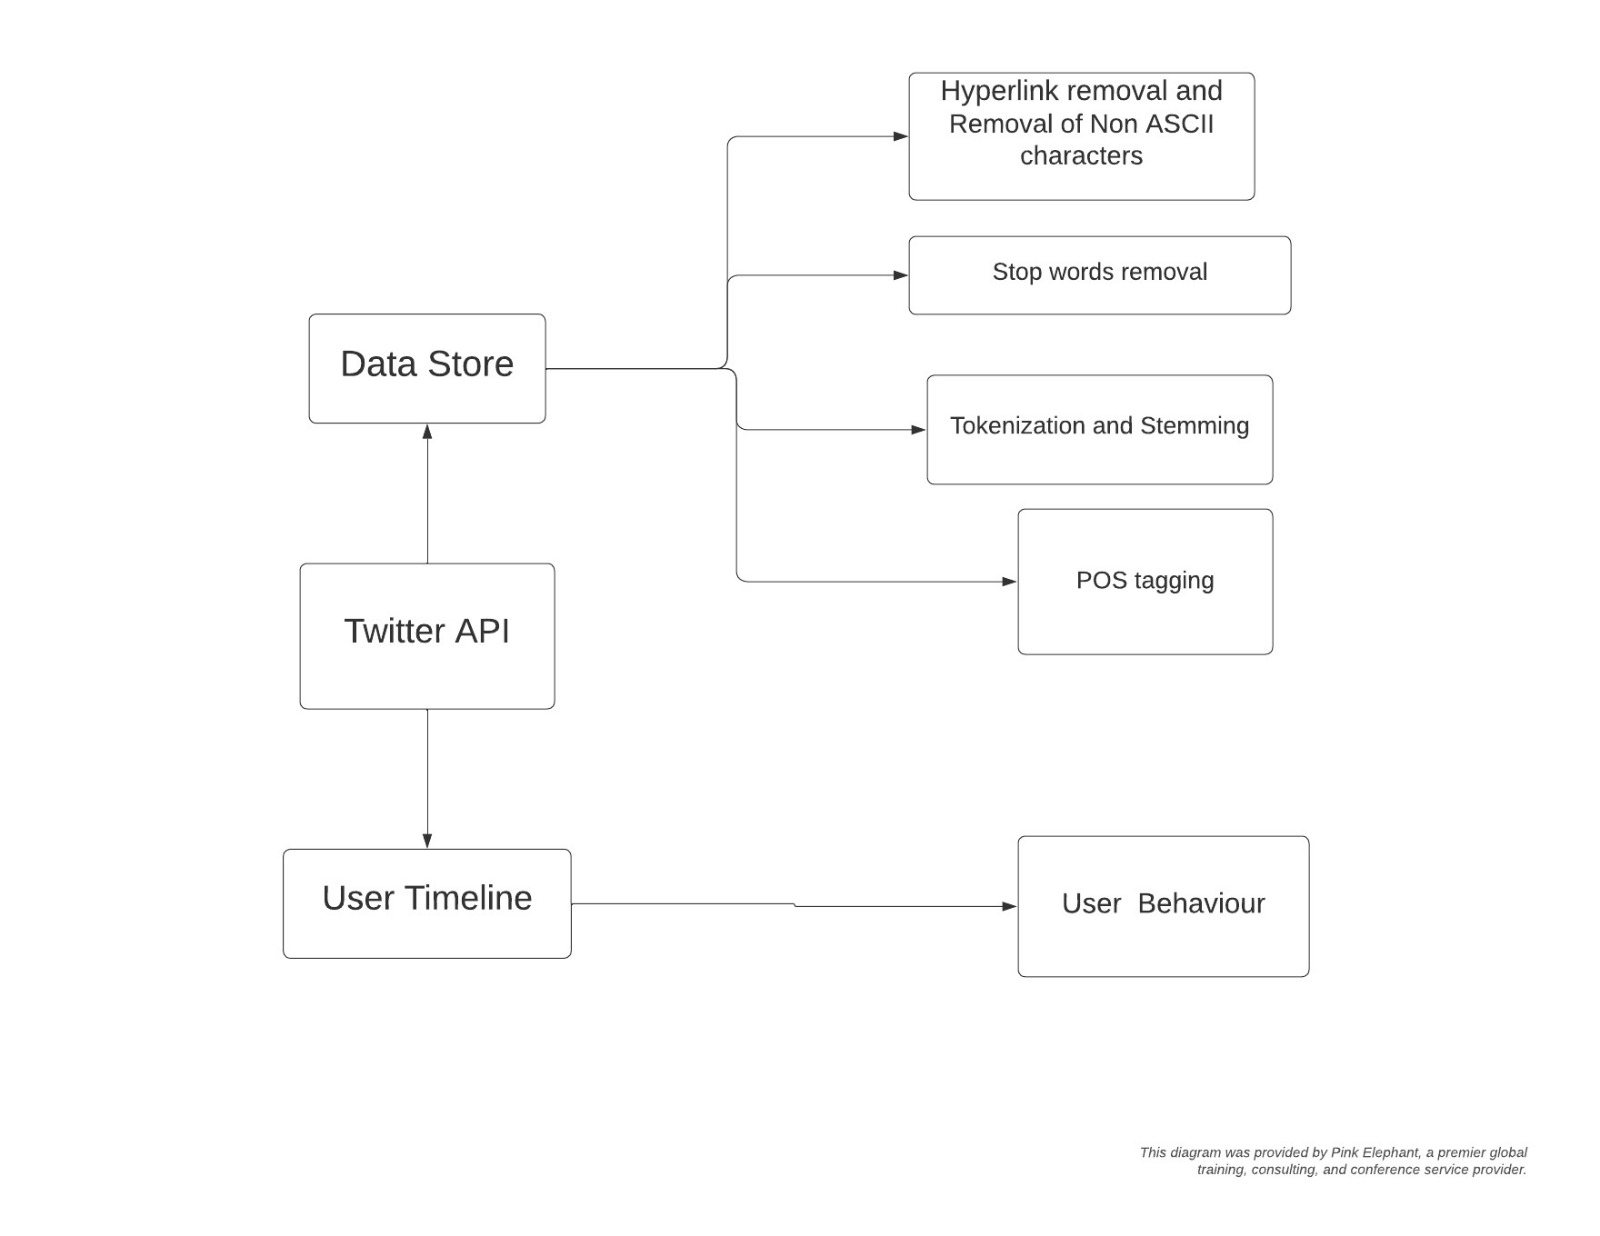 Hyperlink removal and
Removal of Non ASCII
characters
Stop words removal
Data Store
Tokenization and Stemming
POS tagging
Twitter API
User Timeline
User  Behaviour
This diagram was provided by Pink Elephant, a premier global
training, consulting, and conference service provider.